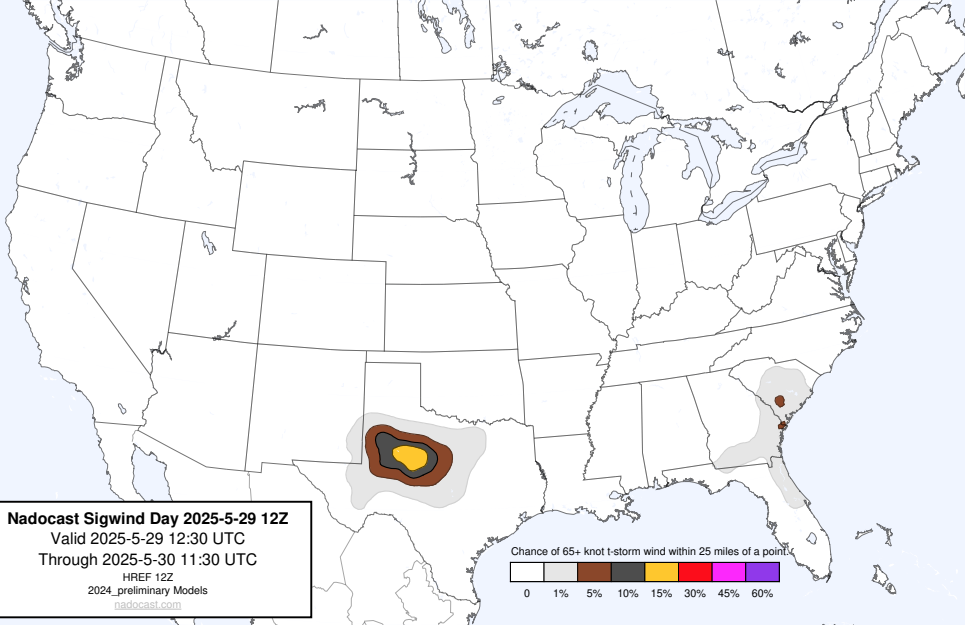 Nadocast Sigwind Day 2025-5-29 12Z
Valid 2025-5-29 12:30 UTC
Through 2025-5-30 11:30 UTC
HREF 12Z
2024_preliminary Models
nadocast.com
Chance of 65+ knot t-storm wind within 25 miles of a point.
0 1% 5% 10% 15% 30% 45% 60%